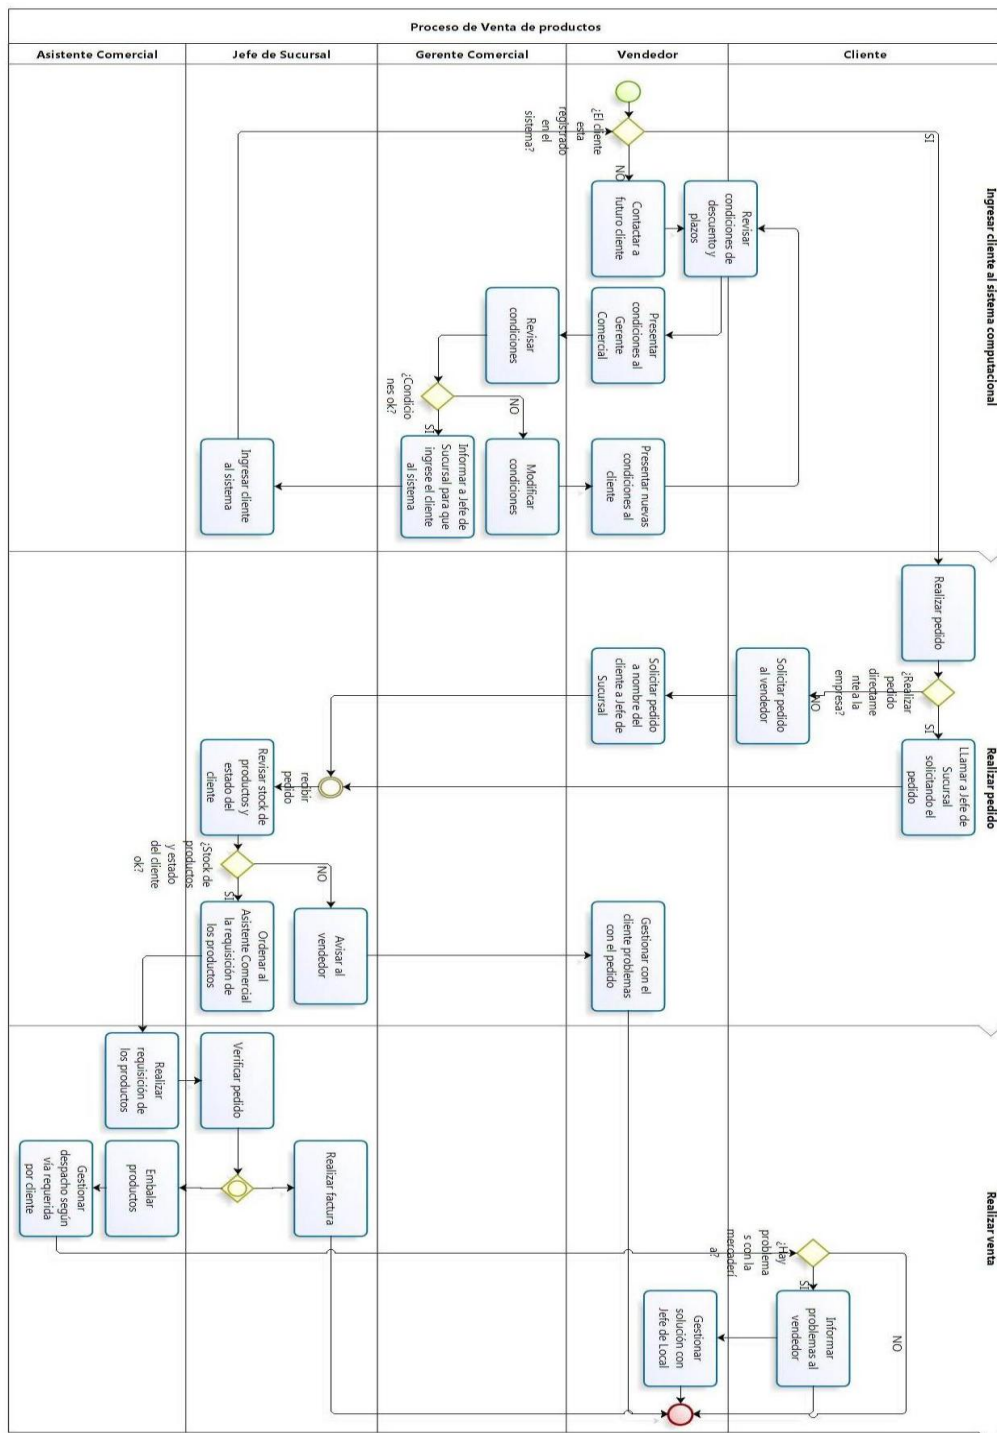 Proceso de Venta de productos
Asistente Comercial
Jefe de Sucursal
Gerente Comercial
Vendedor
Cliente
Ingresar cliente al sistema computacional
¿El cliente
esta
registrado
en el
sistema?
SI
NO
Contactar a
futuro cliente
Revisar
condiciones de
descuento y
plazos
Presentar
condiciones al
Gerente
Comercial
Revisar
condiciones
¿Condicio
nes ok?
NO
SI
Modificar
condiciones
Presentar nuevas
condiciones al
cliente
Informar a Jefe de
Sucursal para que
ingrese el cliente
al sistema
Ingresar cliente
al sistema
Realizar pedido
Realizar pedido
¿Realizar
pedido
directame
nte a la
empresa?
NO
SI
Solicitar pedido
al vendedor
LLamar a Jefe de
Sucursal
solicitando el
pedido
Solicitar pedido
a nombre del
cliente a Jefe de
Sucursal
recibir
pedido
Revisar stock de
productos y
estado del
cliente
¿Stock de
productos
y estado
del cliente
ok?
NO
SI
Avisar al
vendedor
Gestionar con el
cliente problemas
con el pedido
Ordenar al
Asistente Comercial
la requisición de
los productos
Realizar venta
Realizar
requisición de
los productos
Verificar pedido
Realizar factura
Embalar
productos
Gestionar
despacho según
vía requerida
por cliente
¿Hay
problema
s con la
mercaderí
a?
SI
NO
Informar
problemas al
vendedor
Gestionar
solución con
Jefe de Local